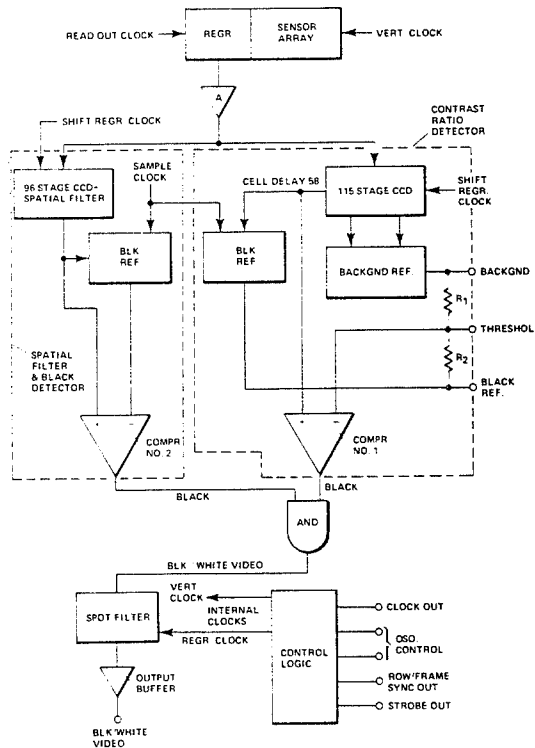 READ OUT CLOCK
REGR
SENSOR
ARRAY
VERT CLOCK
A
SHIFT REGR CLOCK
CONTRAST
RATIO
DETECTOR
96 STAGE CCD-
SPATIAL FILTER
SAMPLE
CLOCK
CELL DELAY 58
115 STAGE CCD
SHIFT
REGR.
CLOCK
BLK
REF
BLK
REF
BACKGND REF.
BACKGND
R1
THRESHOL
R2
BLACK
REF.
SPATIAL
FILTER
& BLACK
DETECTOR
+
-
COMPR
NO. 2
+
-
COMPR
NO. 1
BLACK
BLACK
AND
BLK/WHITE VIDEO
VERT
CLOCK
INTERNAL
CLOCKS
REGR CLOCK
SPOT FILTER
CONTROL
LOGIC
CLOCK OUT
OSO.
CONTROL
ROW/FRAME
SYNC OUT
STROBE OUT
OUTPUT
BUFFER
BLK/WHITE
VIDEO